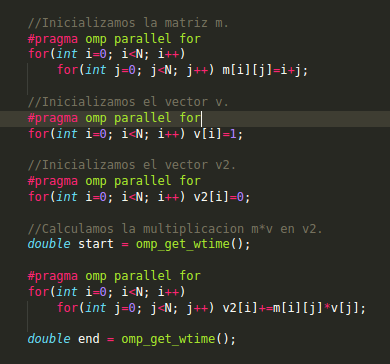 //Inicializamos la matriz m.
#pragma omp parallel for
for(int i=0; i<N; i++)
for(int j=0; j<N; j++) m[i][j]=i+j;
//Inicializamos el vector v.
#pragma omp parallel for
for(int i=0; i<N; i++) v[i]=1;
//Inicializamos el vector v2.
#pragma omp parallel for
for(int i=0; i<N; i++) v2[i]=0;
//Calculamos la multiplicacion m*v en v2.
double start = omp_get_wtime();
#pragma omp parallel for
for(int i=0; i<N; i++)
for(int j=0; j<N; j++) v2[i]+=m[i][j]*v[j];
double end = omp_get_wtime();